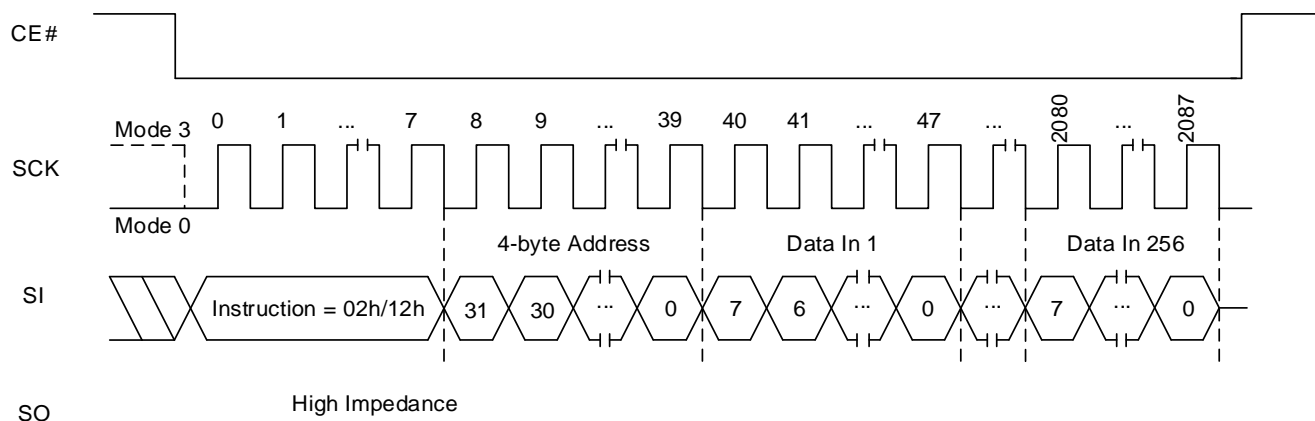 CE#
Mode 3 0 1 ... 7 8 9 ... 39 40 41 ... 47 ... 2080 ... 2087
SCK
Mode 0
4-byte Address Data In 1 Data In 256
SI Instruction = 02h/12h 31 30 ... 0 7 6 ... 0 ... 7 ... 0
High Impedance
SO